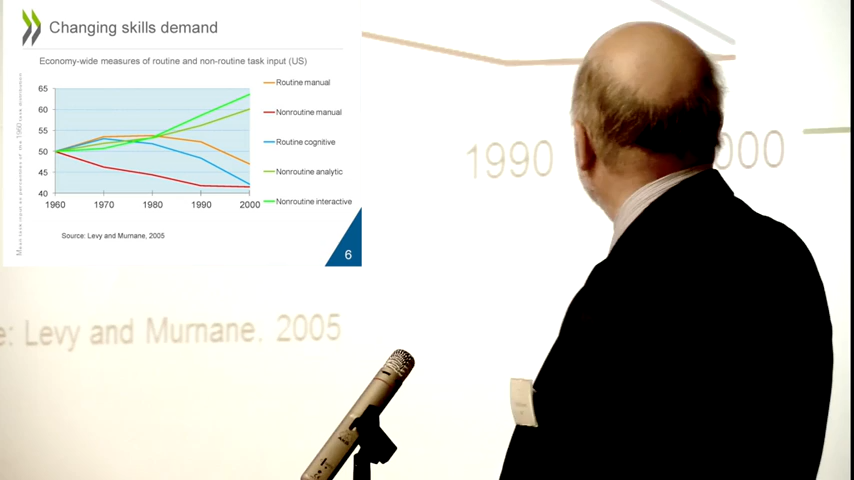 Changing skills demand
Economy-wide measures of routine and non-routine task input (US)
65
60
55
50
45
40
1960 1970 1980 1990 2000
Routine manual
Nonroutine manual
Routine cognitive
Nonroutine analytic
Nonroutine interactive
Source: Levy and Murnane, 2005
6
1990
000
e: Levy and Murnane. 2005